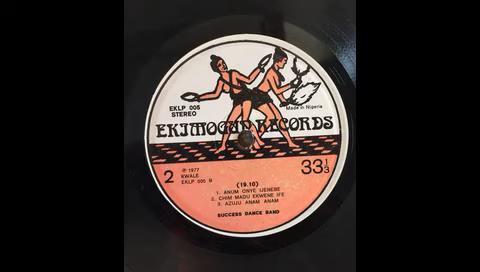 EKLP 005
STEREO
Made in Nigeria
EKIMOGUN RECORDS
2
℗ 1977
KWALE
EKLP 005 B
33⅓
(19.10)
1. ANUM ONYE IJENEBE
2. CHIM MADU EKWENE IFE
3. AZUJU ANAM ANAM
SUCCESS DANCE BAND